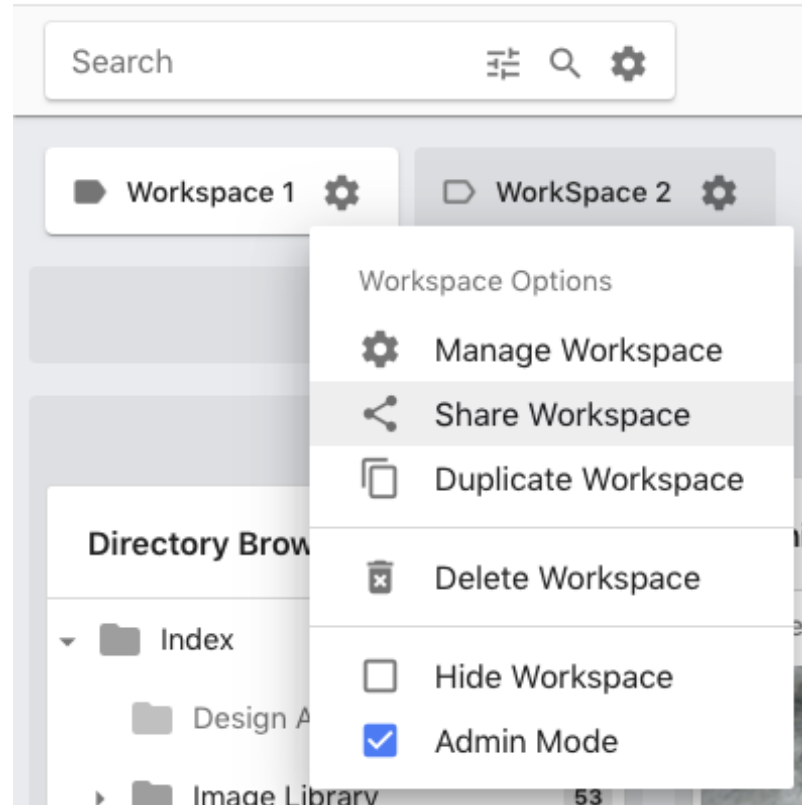 Search
Workspace 1
WorkSpace 2
Workspace Options
Manage Workspace
Share Workspace
Duplicate Workspace
Delete Workspace
Hide Workspace
Admin Mode
Directory Brow
Index
Design A
Image Library 53